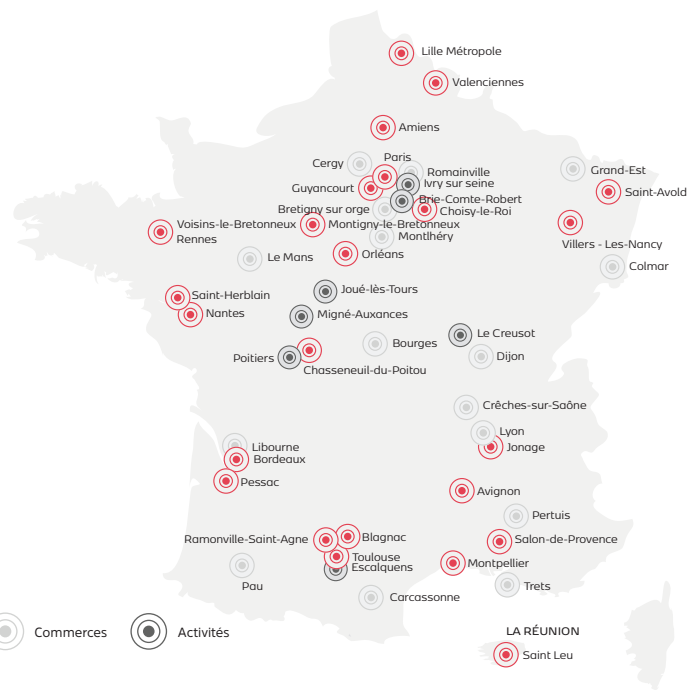 Lille Métropole
Valenciennes
Amiens
Paris
Cergy
Romainville
Grand-Est
Ivry sur seine
Guyancourt
Saint-Avold
Brie-Comte-Robert
Bretigny sur orge
Choisy-le-Roi
Voisins-le-Bretonneux
Montigny-le-Bretonneux
Rennes
Montlhéry
Villers - Les-Nancy
Orléans
Le Mans
Colmar
Joué-lès-Tours
Saint-Herblain
Nantes
Migné-Auxances
Le Creusot
Bourges
Dijon
Poitiers
Chasseneuil-du-Poitou
Crêches-sur-Saône
Lyon
Libourne
Jonage
Bordeaux
Pessac
Avignon
Pertuis
Blagnac
Ramonville-Saint-Agne
Salon-de-Provence
Toulouse
Montpellier
Escalquens
Pau
Trets
Carcassonne
Commerces
Activités
LA RÉUNION
Saint Leu